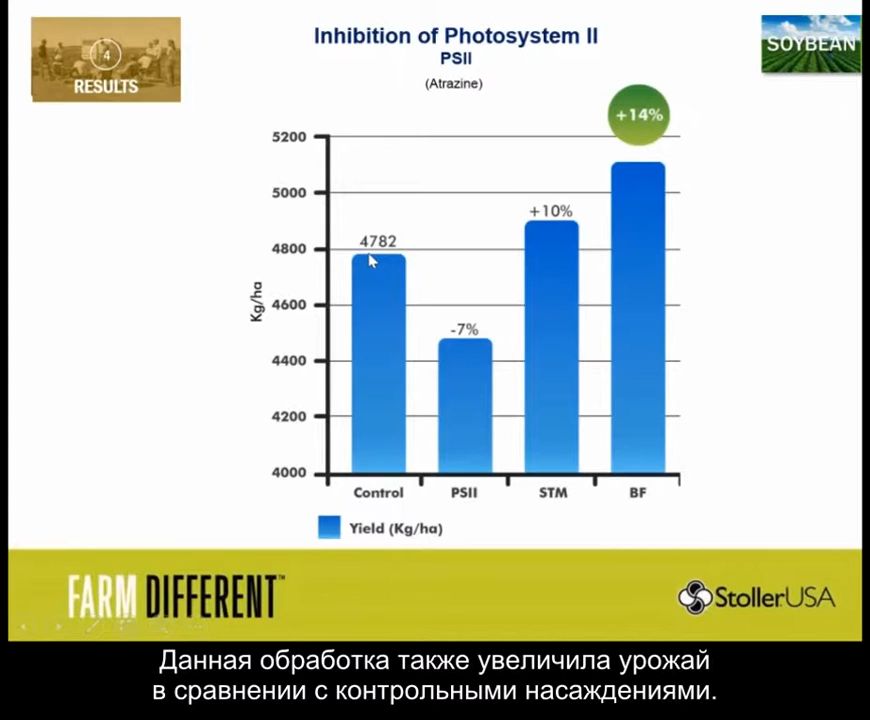 4
RESULTS
Inhibition of Photosystem II
PSII
(Atrazine)
SOYBEAN
+14%
5200
5000
4800
4600
4400
4200
4000
Kg/ha
4782
-7%
+10%
Control PSII STM BF
Yield (Kg/ha)
FARM DIFFERENT™
StollerUSA
Данная обработка также увеличила урожай
в сравнении с контрольными насаждениями.